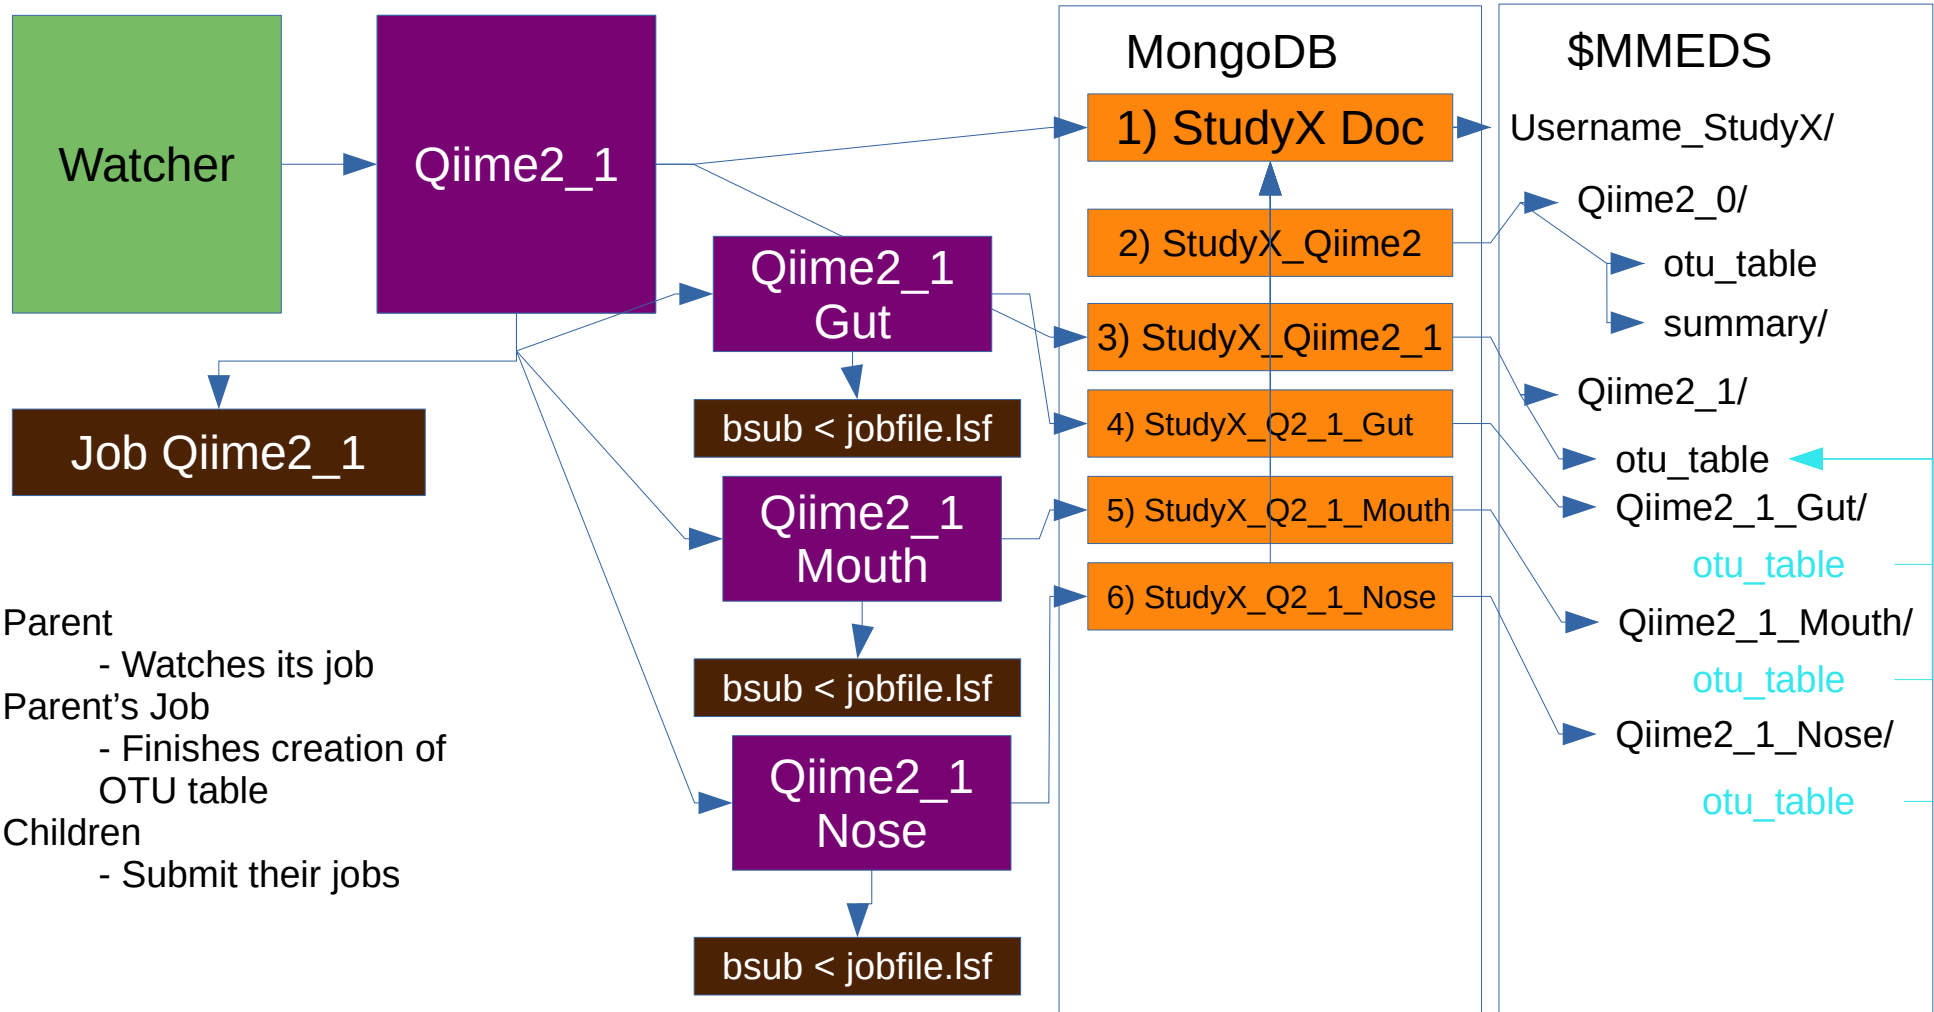 Watcher
Qiime2_1
Job Qiime2_1
Parent
- Watches its job
Parent’s Job
- Finishes creation of
OTU table
Children
- Submit their jobs
Qiime2_1
Gut
bsub < jobfile.lsf
Qiime2_1
Mouth
bsub < jobfile.lsf
Qiime2_1
Nose
bsub < jobfile.lsf
MongoDB
1) StudyX Doc
2) StudyX_Qiime2
3) StudyX_Qiime2_1
4) StudyX_Q2_1_Gut
5) StudyX_Q2_1_Mouth
6) StudyX_Q2_1_Nose
$MMEDS
Username_StudyX/
Qiime2_0/
otu_table
summary/
Qiime2_1/
otu_table
Qiime2_1_Gut/
otu_table
Qiime2_1_Mouth/
otu_table
Qiime2_1_Nose/
otu_table